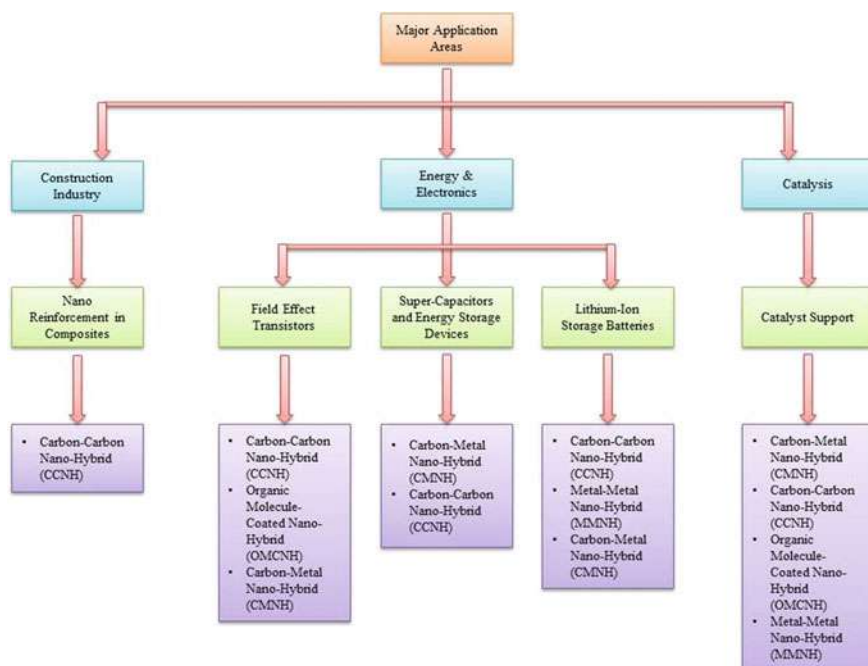 Major Application
Areas
Construction
Industry
Energy &
Electronics
Catalysis
Nano
Reinforcement in
Composites
Field Effect
Transistors
Super-Capacitors
and Energy Storage
Devices
Lithium-Ion
Storage Batteries
Catalyst Support
▪ Carbon-Carbon
Nano-Hybrid
(CCNH)
▪ Carbon-Carbon
Nano-Hybrid
(CCNH)
▪ Organic
Molecule-
Coated Nano-
Hybrid
(OMCNH)
▪ Carbon-Metal
Nano-Hybrid
(CMNH)
▪ Carbon-Metal
Nano-Hybrid
(CMNH)
▪ Carbon-Carbon
Nano-Hybrid
(CCNH)
▪ Carbon-Carbon
Nano-Hybrid
(CCNH)
▪ Metal-Metal
Nano-Hybrid
(MMNH)
▪ Carbon-Metal
Nano-Hybrid
(CMNH)
▪ Carbon-Metal
Nano-Hybrid
(CMNH)
▪ Carbon-Carbon
Nano-Hybrid
(CCNH)
▪ Organic
Molecule-
Coated Nano-
Hybrid
(OMCNH)
▪ Metal-Metal
Nano-Hybrid
(MMNH)